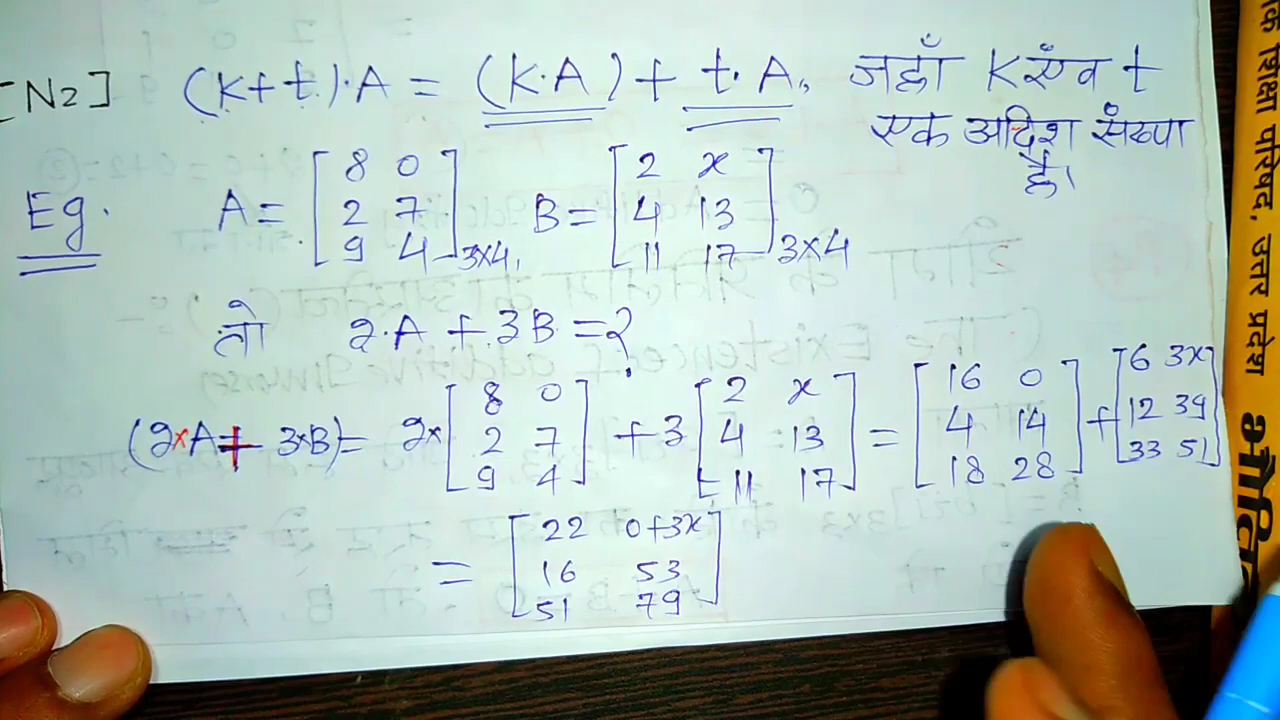 [N2] (K+t).A = (K.A) + t.A, जहाँ K एंव t
एक अदिश संख्या
है।
Eg. A = [8 0; 2 7; 9 4]3×4, B = [2 x; 4 13; 11 17]3×4
तो 2.A + 3B = ?
(2×A + 3×B) = 2×[8 0; 2 7; 9 4] + 3[2 x; 4 13; 11 17] = [16 0; 4 14; 18 28] + [6 3x; 12 39; 33 51]
= [22 0+3x; 16 53; 51 79]
क शिक्षा परिषद, उत्तर प्रदेश